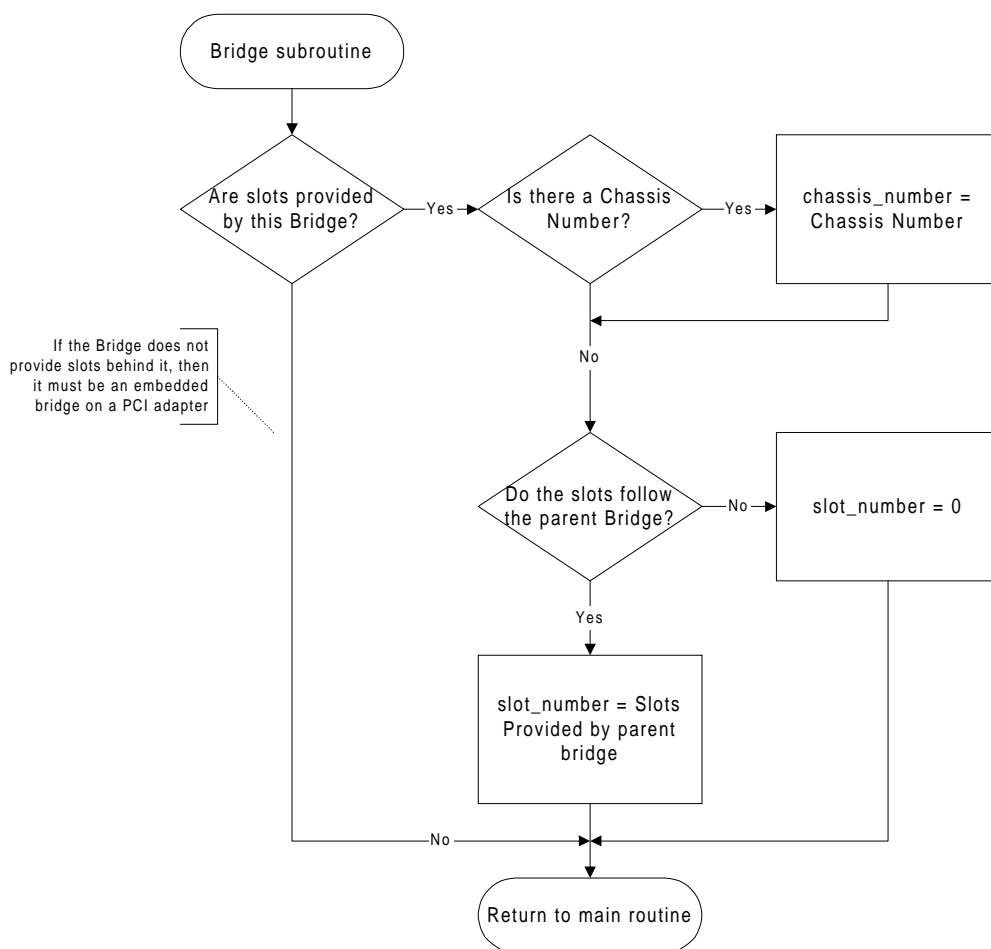 Bridge subroutine
Are slots provided
by this Bridge?
Yes
Is there a Chassis
Number?
Yes
chassis_number =
Chassis Number
If the Bridge does not
provide slots behind it, then
it must be an embedded
bridge on a PCI adapter
No
Do the slots follow
the parent Bridge?
No
slot_number = 0
Yes
slot_number = Slots
Provided by parent
bridge
No
Return to main routine